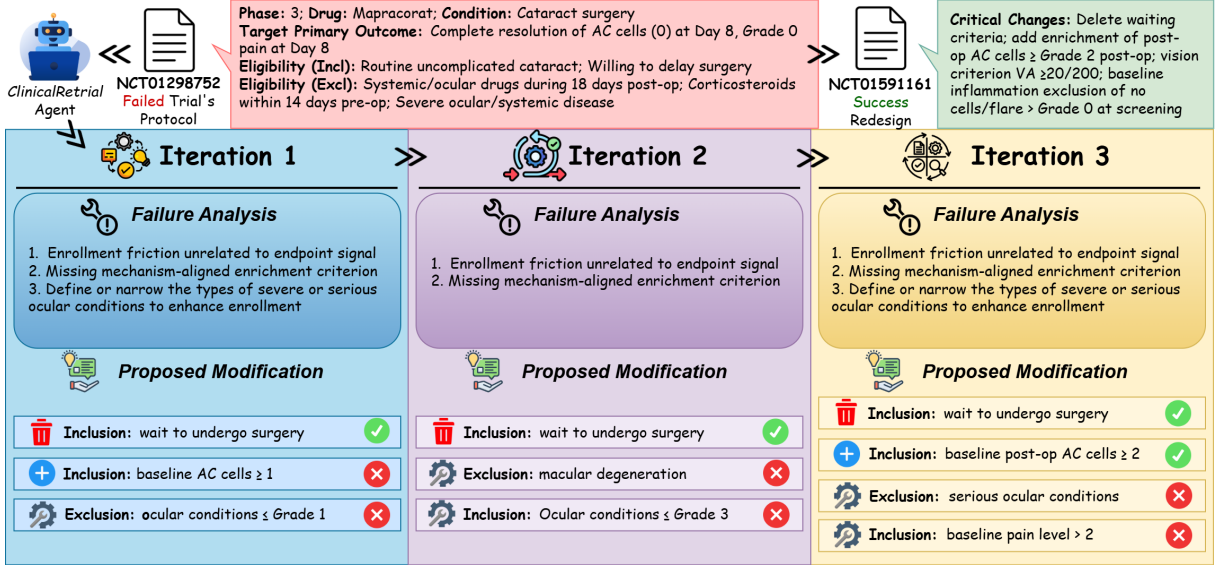 ClinicalRetrial
Agent
NCT01298752
Failed Trial's
Protocol
Phase: 3; Drug: Mapracorat; Condition: Cataract surgery
Target Primary Outcome: Complete resolution of AC cells (0) at Day 8, Grade 0
pain at Day 8
Eligibility (Incl): Routine uncomplicated cataract; Willing to delay surgery
Eligibility (Excl): Systemic/ocular drugs during 18 days post-op; Corticosteroids
within 14 days pre-op; Severe ocular/systemic disease
NCT01591161
Success
Redesign
Critical Changes: Delete waiting
criteria; add enrichment of post-
op AC cells ≥ Grade 2 post-op; vision
criterion VA ≥20/200; baseline
inflammation exclusion of no
cells/flare > Grade 0 at screening
Iteration 1
Failure Analysis
1. Enrollment friction unrelated to endpoint signal
2. Missing mechanism-aligned enrichment criterion
3. Define or narrow the types of severe or serious
ocular conditions to enhance enrollment
Proposed Modification
Inclusion: wait to undergo surgery
Inclusion: baseline AC cells ≥ 1
Exclusion: ocular conditions ≤ Grade 1
Iteration 2
Failure Analysis
1. Enrollment friction unrelated to endpoint signal
2. Missing mechanism-aligned enrichment criterion
Proposed Modification
Inclusion: wait to undergo surgery
Exclusion: macular degeneration
Inclusion: Ocular conditions ≤ Grade 3
Iteration 3
Failure Analysis
1. Enrollment friction unrelated to endpoint signal
2. Missing mechanism-aligned enrichment criterion
3. Define or narrow the types of severe or serious
ocular conditions to enhance enrollment
Proposed Modification
Inclusion: wait to undergo surgery
Inclusion: baseline post-op AC cells ≥ 2
Exclusion: serious ocular conditions
Inclusion: baseline pain level > 2